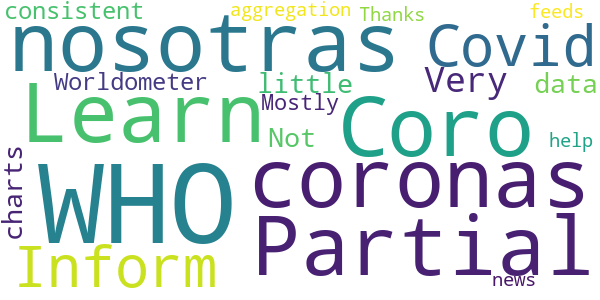 consistent aggregation Thanks feeds
nosotras Covid
Worldometer little Very data
Learn Mostly Coro
Not help
charts WHO coronas
Inform Partial
news